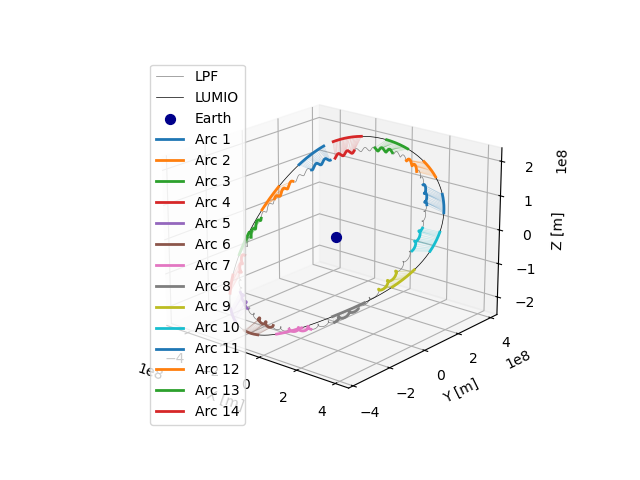 LPF
LUMIO
Earth
Arc 1
Arc 2
Arc 3
Arc 4
Arc 5
Arc 6
Arc 7
Arc 8
Arc 9
Arc 10
Arc 11
Arc 12
Arc 13
Arc 14
1e8
2
1
0
−1
−2
Z [m]
1e8
4
2
0
−2
−4
Y [m]
−4
0
2
4
X [m]
1e8